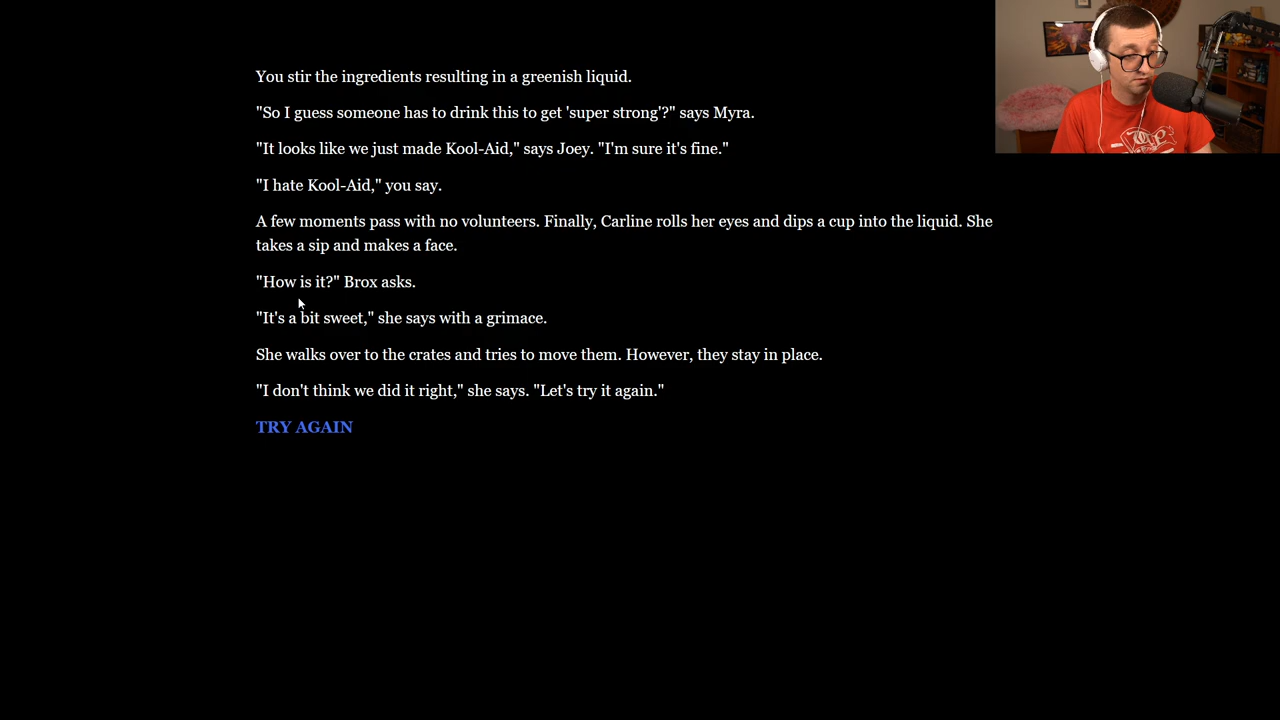 You stir the ingredients resulting in a greenish liquid.
"So I guess someone has to drink this to get 'super strong'?" says Myra.
"It looks like we just made Kool-Aid," says Joey. "I'm sure it's fine."
"I hate Kool-Aid," you say.
A few moments pass with no volunteers. Finally, Carline rolls her eyes and dips a cup into the liquid. She
takes a sip and makes a face.
"How is it?" Brox asks.
"It's a bit sweet," she says with a grimace.
She walks over to the crates and tries to move them. However, they stay in place.
"I don't think we did it right," she says. "Let's try it again."
TRY AGAIN